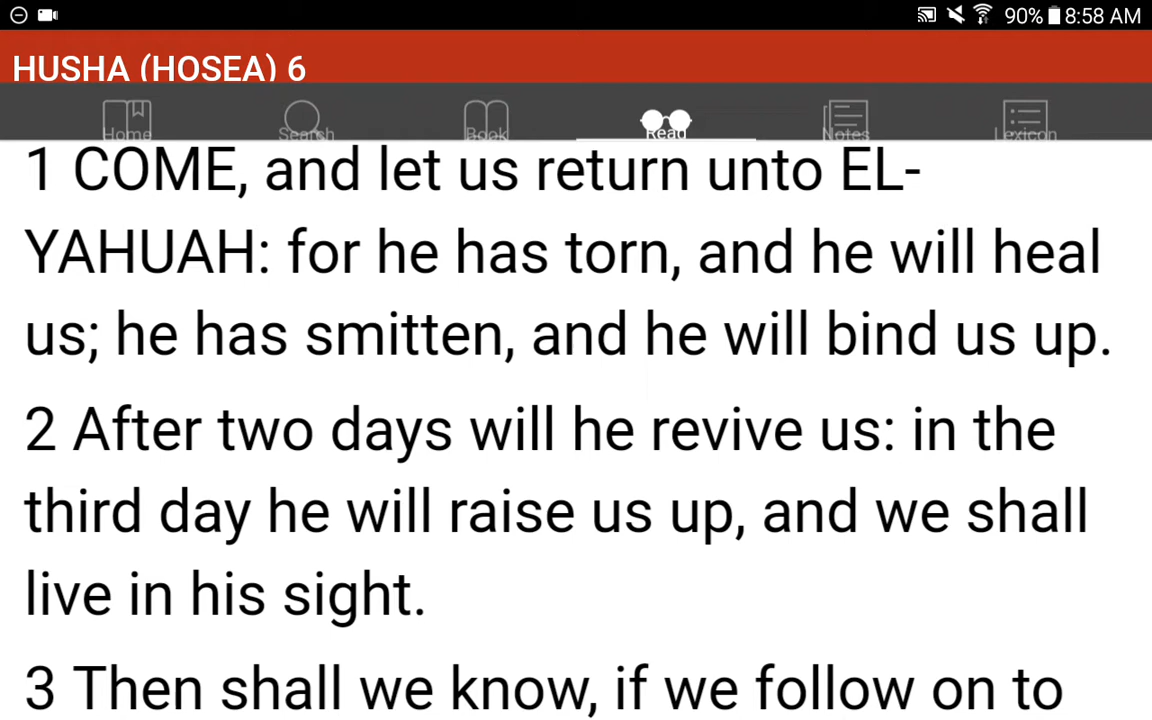 90% 8:58 AM
HUSHA (HOSEA) 6
Home Search Book Read Notes Lexicon
1 COME, and let us return unto EL-
YAHUAH: for he has torn, and he will heal
us; he has smitten, and he will bind us up.
2 After two days will he revive us: in the
third day he will raise us up, and we shall
live in his sight.
3 Then shall we know, if we follow on to